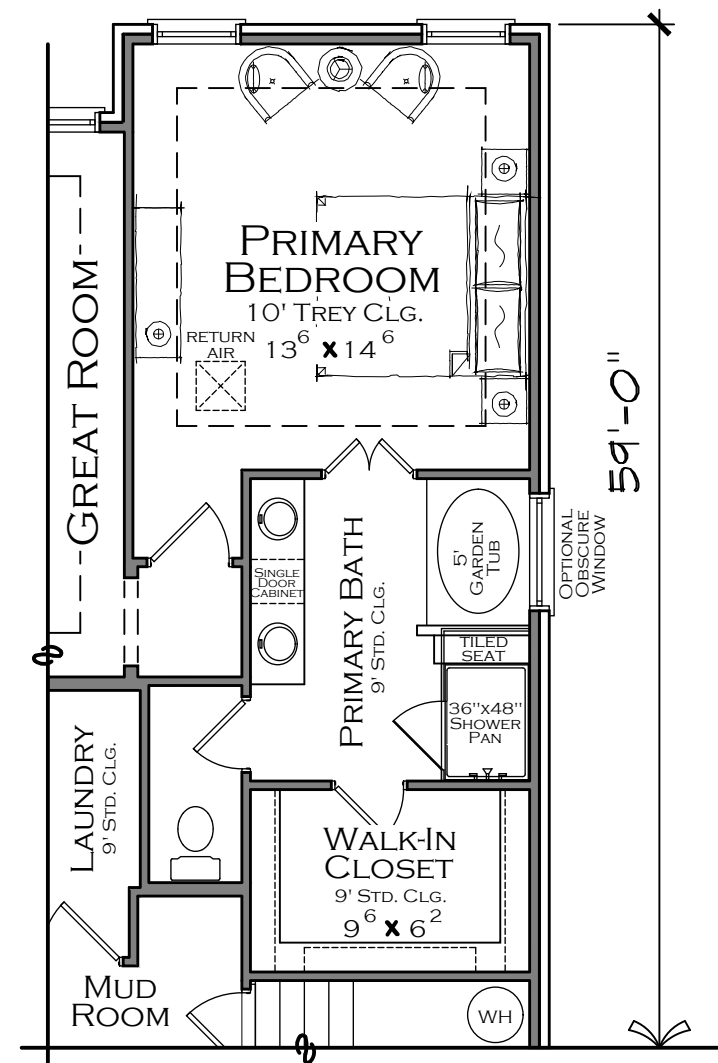 PRIMARY
BEDROOM
10' TREY CLG.
13⁶ x 14⁶
RETURN
AIR
GREAT ROOM
59'-0"
OPTIONAL
OBSCURE
WINDOW
5'
GARDEN
TUB
SINGLE
DOOR
CABINET
PRIMARY BATH
9' STD. CLG.
TILED
SEAT
36"x48"
SHOWER
PAN
LAUNDRY
9' STD. CLG.
WALK-IN
CLOSET
9' STD. CLG.
9⁶ x 6²
MUD
ROOM
WH